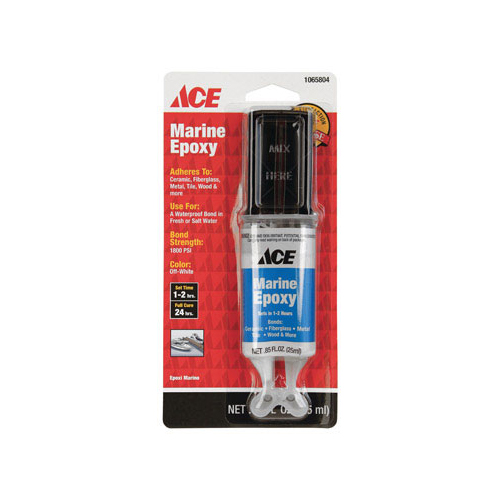 1065804
ACE
Marine
Epoxy
Adheres To:
Ceramic, Fiberglass,
Metal, Tile, Wood &
more
Use For:
A Waterproof Bond in
Fresh or Salt Water
Bond
Strength:
1800 PSI
Color:
Off-White
Set Time
1-2 hrs.
Full Cure
24 hrs.
Epoxi Marino
MIX
HERE
ACE
Marine
Epoxy
Sets in 1-2 Hours
Bonds:
Ceramic • Fiberglass • Metal
Tile • Wood & More
NET .85 FL. OZ. (25 ml)
NET
ml)